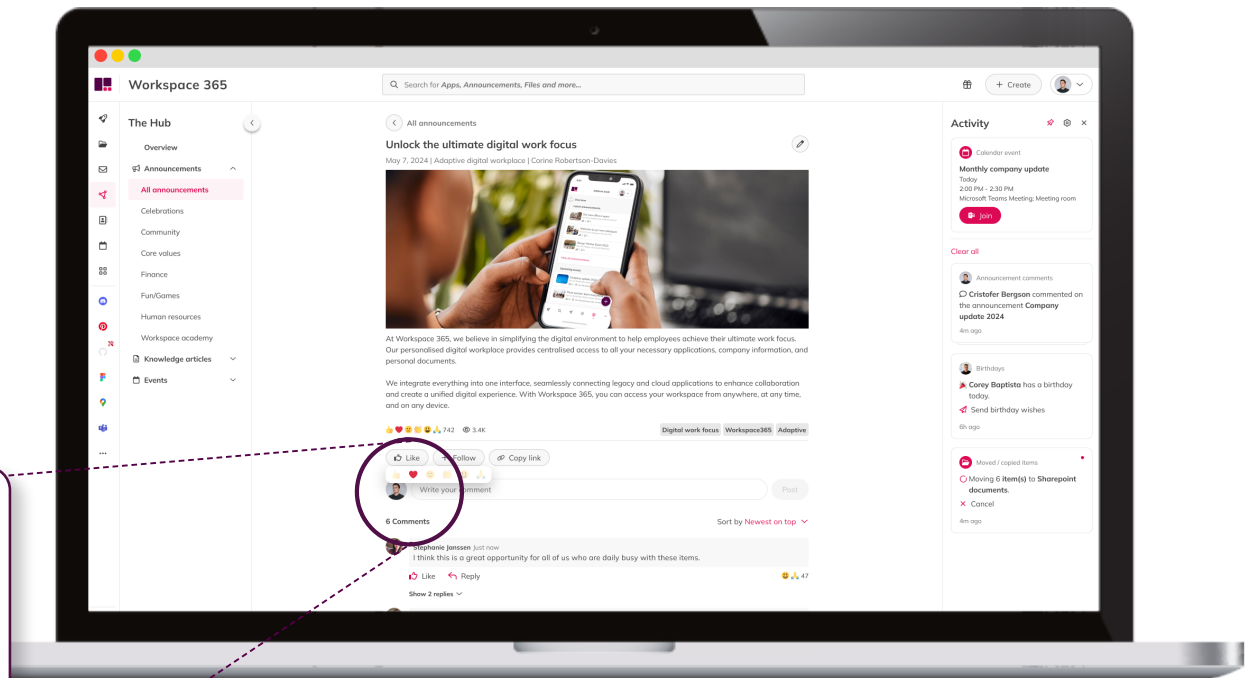 Workspace 365
Search for Apps, Announcements, Files and more...
+ Create
The Hub
Overview
Announcements
All announcements
Celebrations
Community
Core values
Finance
Fun/Games
Human resources
Workspace academy
Knowledge articles
Events
All announcements
Unlock the ultimate digital work focus
May 7, 2024 | Adaptive digital workplace | Corine Robertson-Davies
At Workspace 365, we believe in simplifying the digital environment to help employees achieve their ultimate work focus.
Our personalised digital workplace provides centralised access to all your necessary applications, company information, and
personal documents.
We integrate everything into one interface, seamlessly connecting legacy and cloud applications to enhance collaboration
and create a unified digital experience. With Workspace 365, you can access your workspace from anywhere, at any time,
and on any device.
742 3.4K
Digital work focus Workspace365 Adaptive
Like + Follow Copy link
Write your comment
Post
6 Comments
Sort by Newest on top
Stephanie Janssen Just now
I think this is a great opportunity for all of us who are daily busy with these items.
Like Reply
47
Show 2 replies
Activity
Calendar event
Monthly company update
Today
2:00 PM - 2:30 PM
Microsoft Teams Meeting; Meeting room
Join
Clear all
Announcement comments
Cristofer Bergson commented on
the announcement Company
update 2024
4m ago
Birthdays
Corey Baptista has a birthday
today.
Send birthday wishes
6h ago
Moved / copied items
Moving 6 item(s) to Sharepoint
documents.
Cancel
4m ago